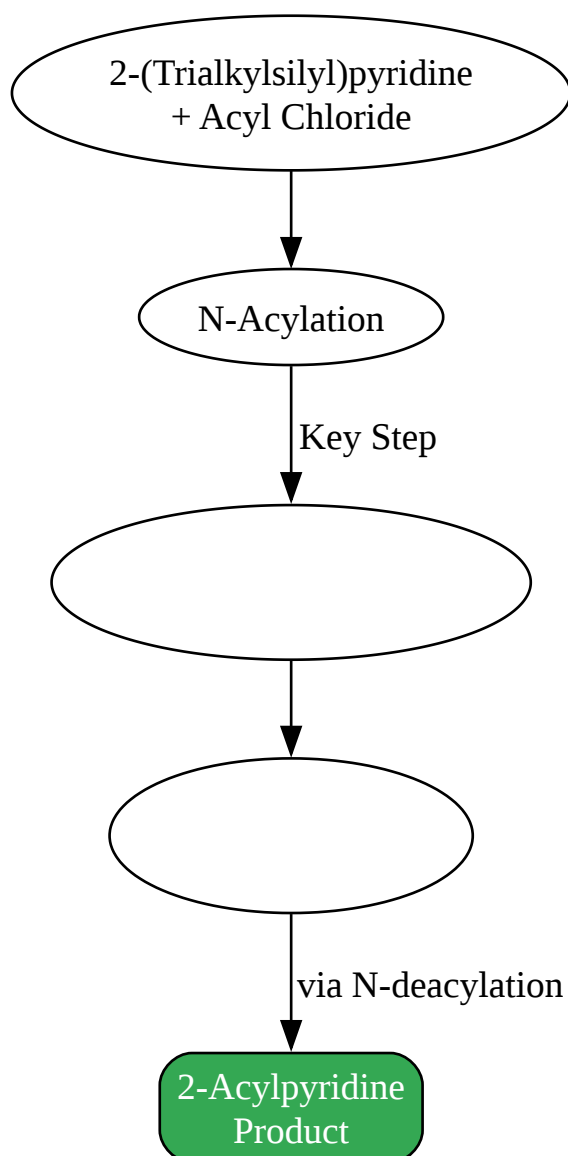 2-(Trialkylsilyl)pyridine
+ Acyl Chloride
N-Acylation
Key Step
via N-deacylation
2-Acylpyridine
Product